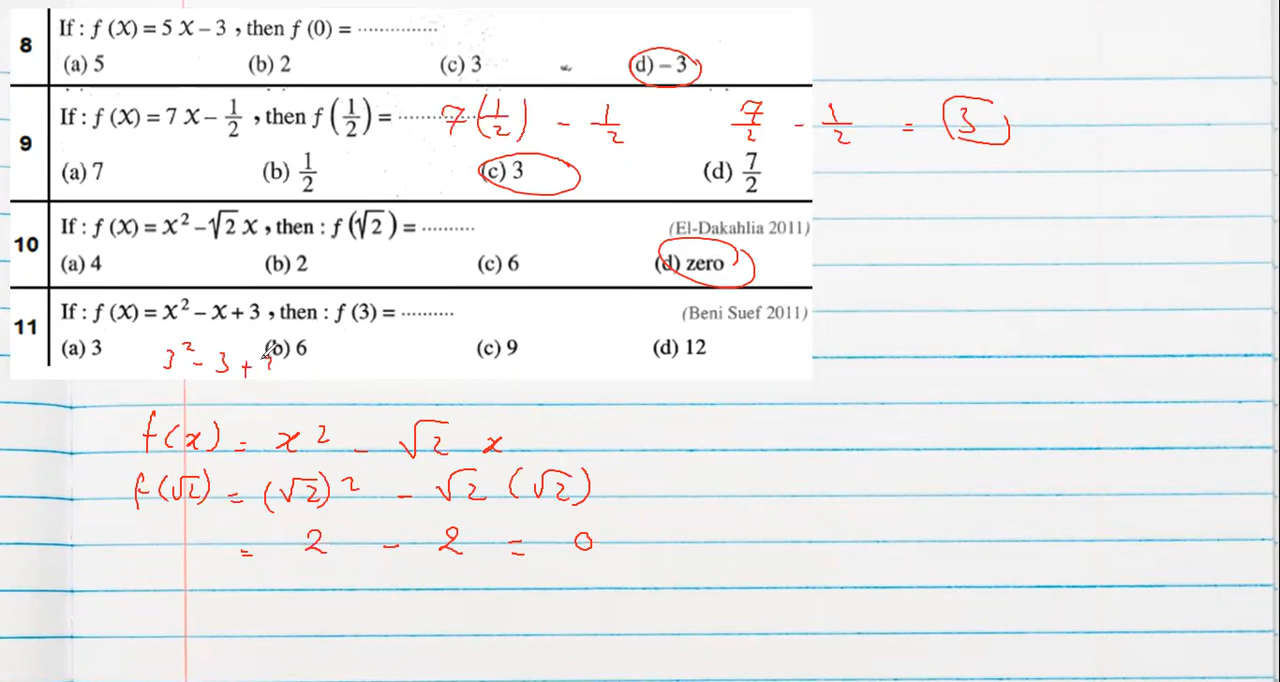 8 If : f (X) = 5 X – 3 , then f (0) = ...............
(a) 5 (b) 2 (c) 3 (d) – 3
9 If : f (X) = 7 X – 1/2 , then f (1/2) = .......... 7 (1/2) - 1/2 7/2 - 1/2 = 3
(a) 7 (b) 1/2 (c) 3 (d) 7/2
10 If : f (X) = X² – √2 X , then : f (√2) = .......... (El-Dakahlia 2011)
(a) 4 (b) 2 (c) 6 (d) zero
11 If : f (X) = X² – X + 3 , then : f (3) = .......... (Beni Suef 2011)
(a) 3 (b) 6 (c) 9 (d) 12
3² - 3 +
f(x) = x² - √2 x
f(√2) = (√2)² - √2 (√2)
= 2 - 2 = 0